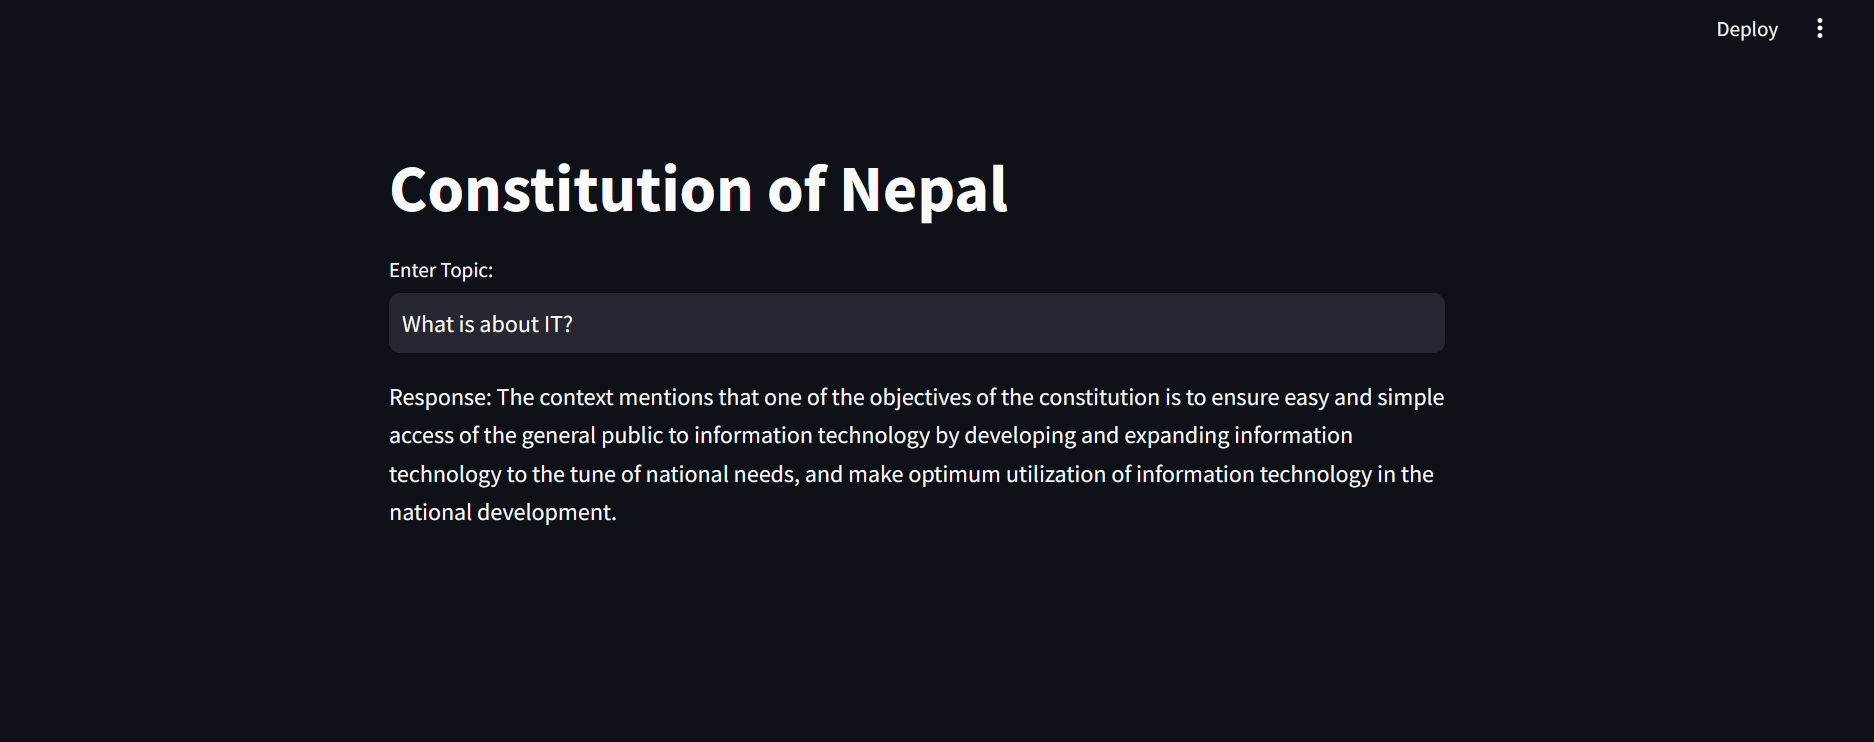 Deploy
Constitution of Nepal
Enter Topic:
What is about IT?
Response: The context mentions that one of the objectives of the constitution is to ensure easy and simple
access of the general public to information technology by developing and expanding information
technology to the tune of national needs, and make optimum utilization of information technology in the
national development.